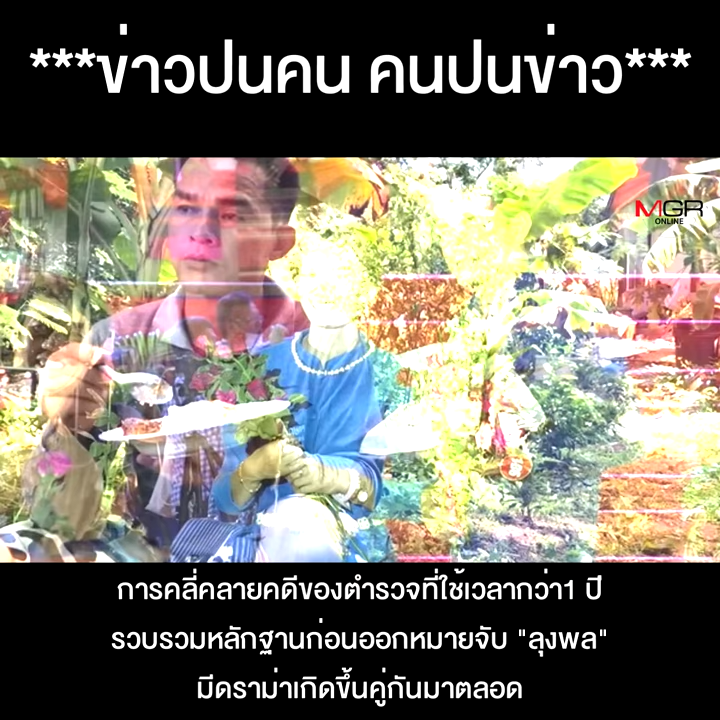 ***ข่าวปนคน คนปนข่าว***
MGR
ONLINE
การคลี่คลายคดีของตำรวจที่ใช้เวลากว่า1 ปี
รวบรวมหลักฐานก่อนออกหมายจับ "ลุงพล"
มีดราม่าเกิดขึ้นคู่กันมาตลอด